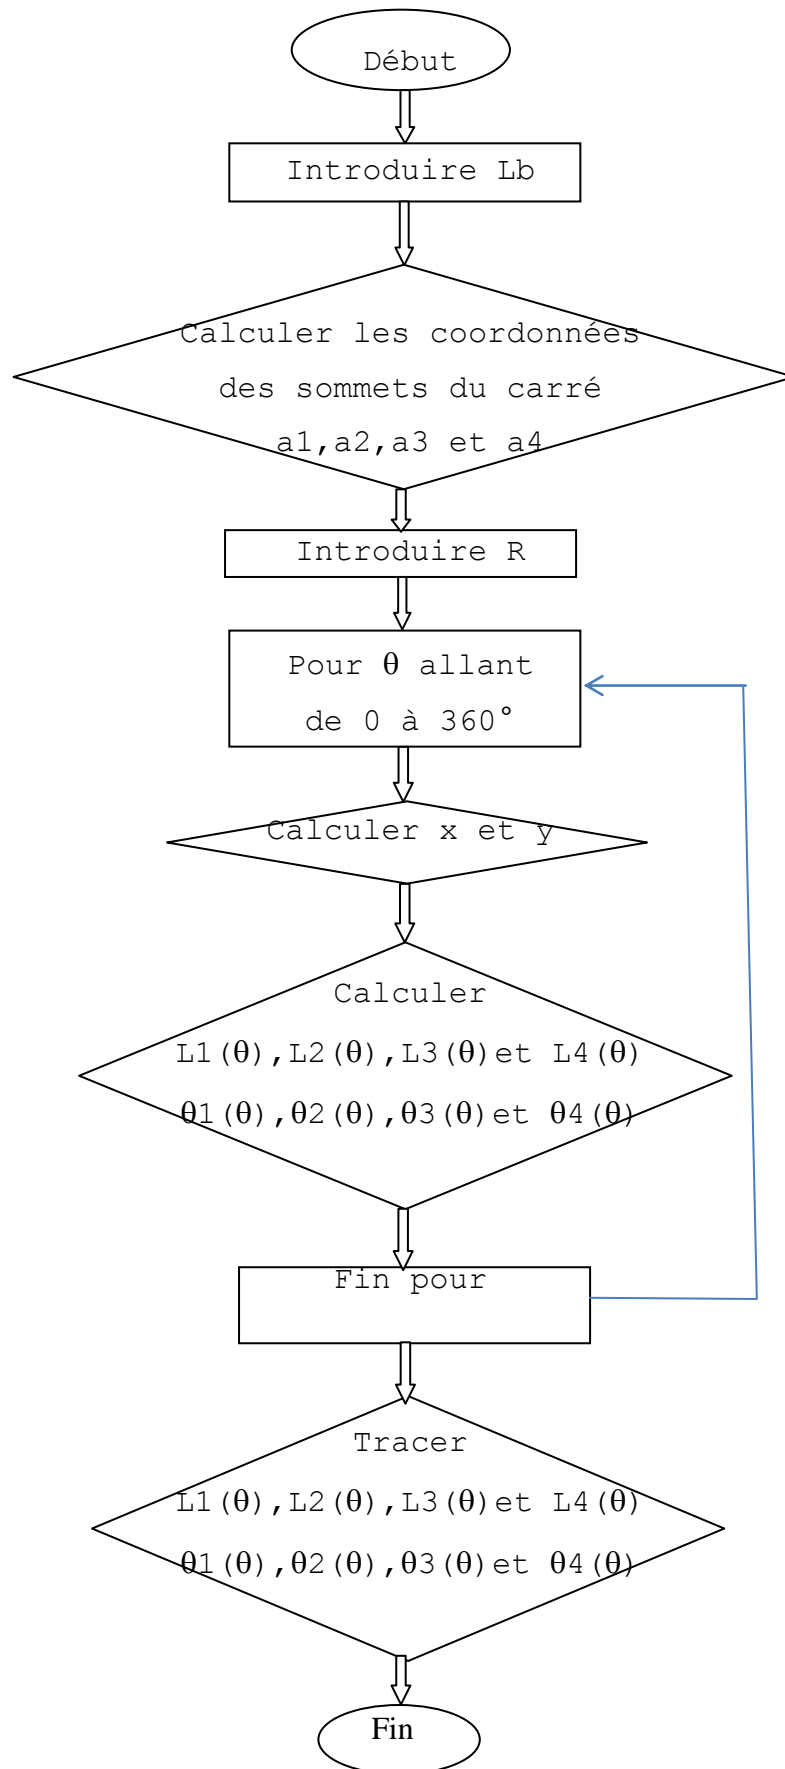 Début
Introduire Lb
Calculer les coordonnées
des sommets du carré
a1,a2,a3 et a4
Introduire R
Pour θ allant
de 0 à 360°
Calculer x et y
Calculer
L1(θ),L2(θ),L3(θ)et L4(θ)
θ1(θ),θ2(θ),θ3(θ)et θ4(θ)
Fin pour
Tracer
L1(θ),L2(θ),L3(θ)et L4(θ)
θ1(θ),θ2(θ),θ3(θ)et θ4(θ)
Fin